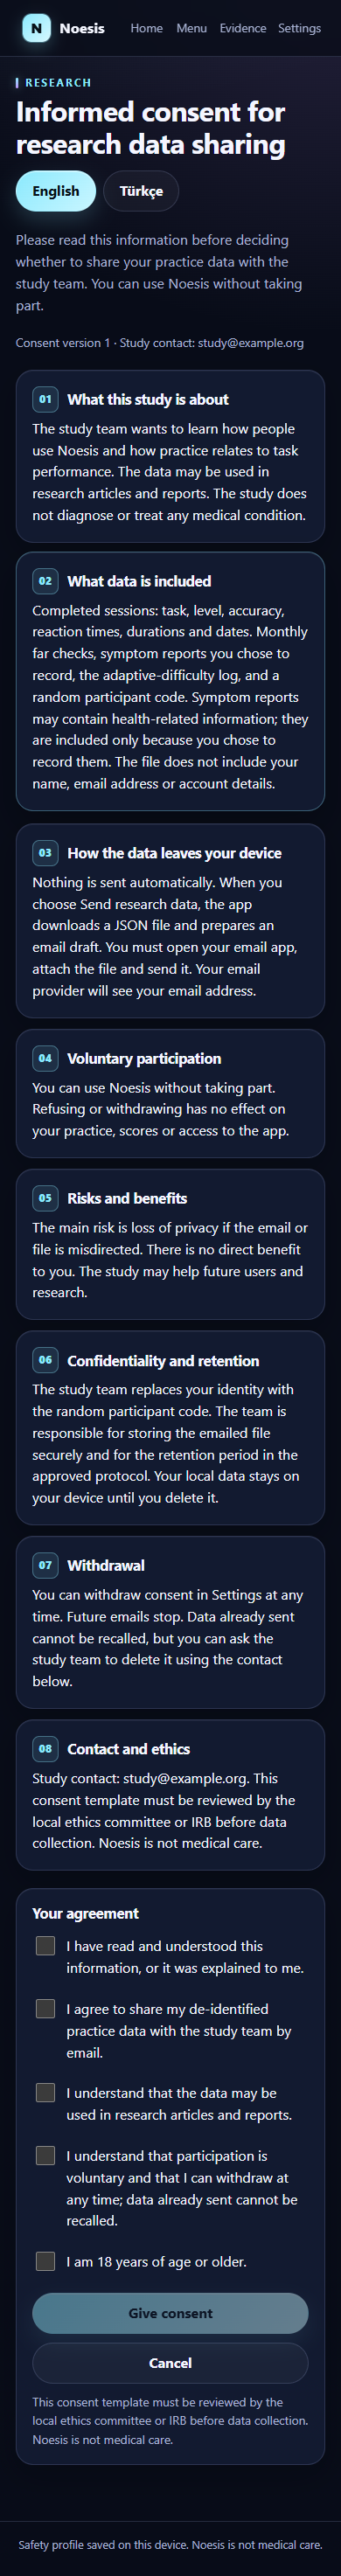 N Noesis Home Menu Evidence Settings
RESEARCH
Informed consent for
research data sharing
English Türkçe
Please read this information before deciding
whether to share your practice data with the
study team. You can use Noesis without taking
part.
Consent version 1 · Study contact: study@example.org
01 What this study is about
The study team wants to learn how people
use Noesis and how practice relates to task
performance. The data may be used in
research articles and reports. The study does
not diagnose or treat any medical condition.
02 What data is included
Completed sessions: task, level, accuracy,
reaction times, durations and dates. Monthly
far checks, symptom reports you chose to
record, the adaptive-difficulty log, and a
random participant code. Symptom reports
may contain health-related information; they
are included only because you chose to
record them. The file does not include your
name, email address or account details.
03 How the data leaves your device
Nothing is sent automatically. When you
choose Send research data, the app
downloads a JSON file and prepares an
email draft. You must open your email app,
attach the file and send it. Your email
provider will see your email address.
04 Voluntary participation
You can use Noesis without taking part.
Refusing or withdrawing has no effect on
your practice, scores or access to the app.
05 Risks and benefits
The main risk is loss of privacy if the email or
file is misdirected. There is no direct benefit
to you. The study may help future users and
research.
06 Confidentiality and retention
The study team replaces your identity with
the random participant code. The team is
responsible for storing the emailed file
securely and for the retention period in the
approved protocol. Your local data stays on
your device until you delete it.
07 Withdrawal
You can withdraw consent in Settings at any
time. Future emails stop. Data already sent
cannot be recalled, but you can ask the
study team to delete it using the contact
below.
08 Contact and ethics
Study contact: study@example.org. This
consent template must be reviewed by the
local ethics committee or IRB before data
collection. Noesis is not medical care.
Your agreement
I have read and understood this
information, or it was explained to me.
I agree to share my de-identified
practice data with the study team by
email.
I understand that the data may be
used in research articles and reports.
I understand that participation is
voluntary and that I can withdraw at
any time; data already sent cannot be
recalled.
I am 18 years of age or older.
Give consent
Cancel
This consent template must be reviewed by the
local ethics committee or IRB before data collection.
Noesis is not medical care.
Safety profile saved on this device. Noesis is not medical care.